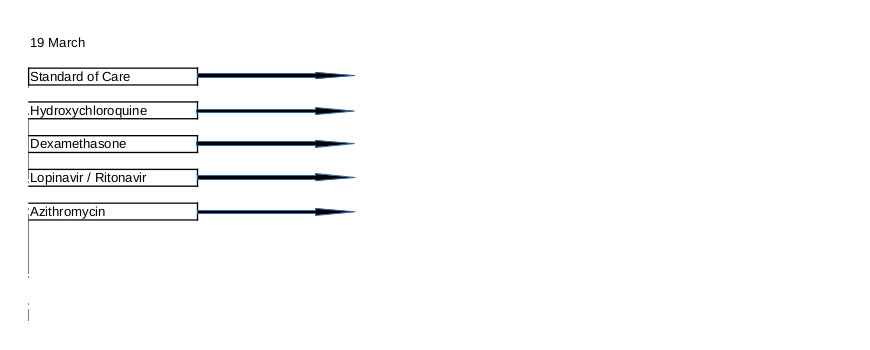 19 March
Standard of Care
Hydroxychloroquine
Dexamethasone
Lopinavir / Ritonavir
Azithromycin